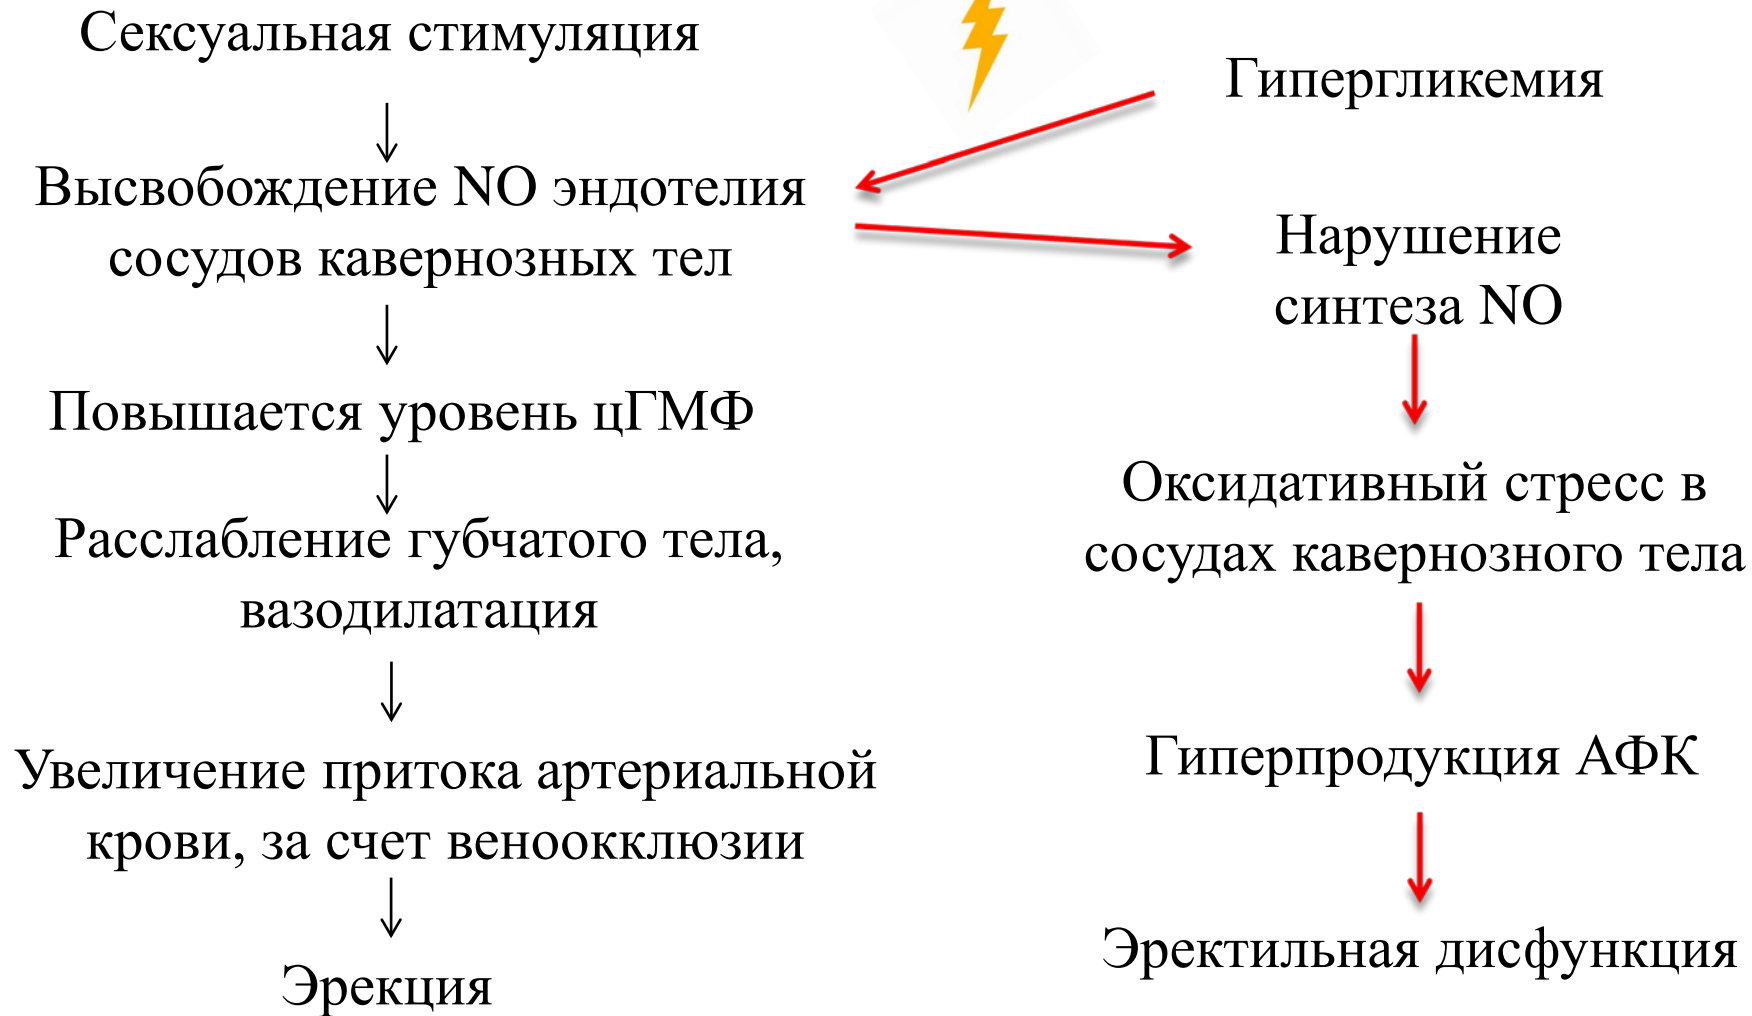 Сексуальная стимуляция
Высвобождение NO эндотелия
сосудов кавернозных тел
Повышается уровень цГМФ
Расслабление губчатого тела,
вазодилатация
Увеличение притока артериальной
крови, за счет веноокклюзии
Эрекция
Гипергликемия
Нарушение
синтеза NO
Оксидативный стресс в
сосудах кавернозного тела
Гиперпродукция АФК
Эректильная дисфункция